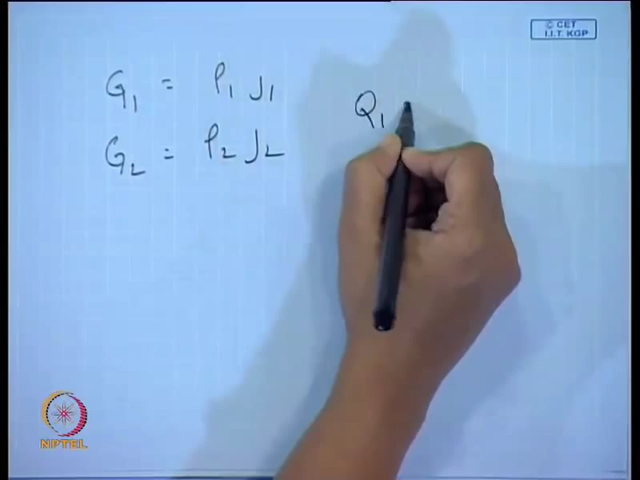 © CET
I.I.T. KGP
G₁ = ρ₁ J₁
Q₁
G₂ = ρ₂ J₂
NPTEL